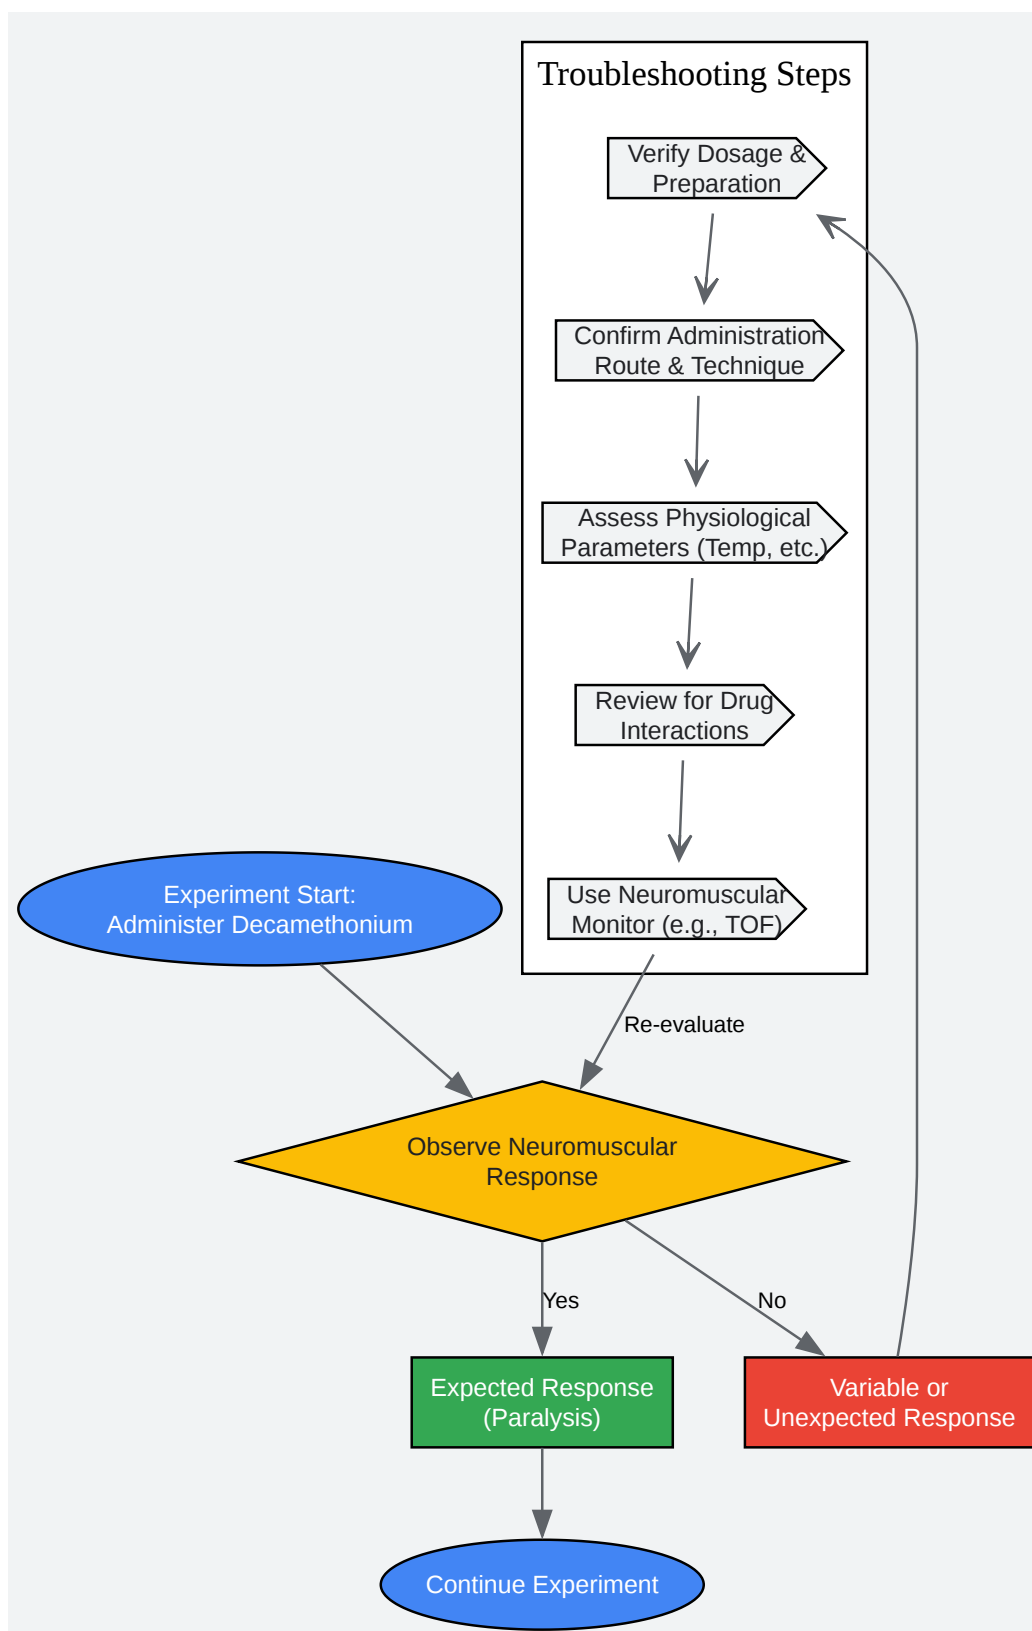 Troubleshooting Steps
Verify Dosage &
Preparation
Confirm Administration
Route & Technique
Assess Physiological
Parameters (Temp, etc.)
Review for Drug
Interactions
Use Neuromuscular
Monitor (e.g., TOF)
Experiment Start:
Administer Decamethonium
Re-evaluate
Observe Neuromuscular
Response
Yes
No
Expected Response
(Paralysis)
Variable or
Unexpected Response
Continue Experiment